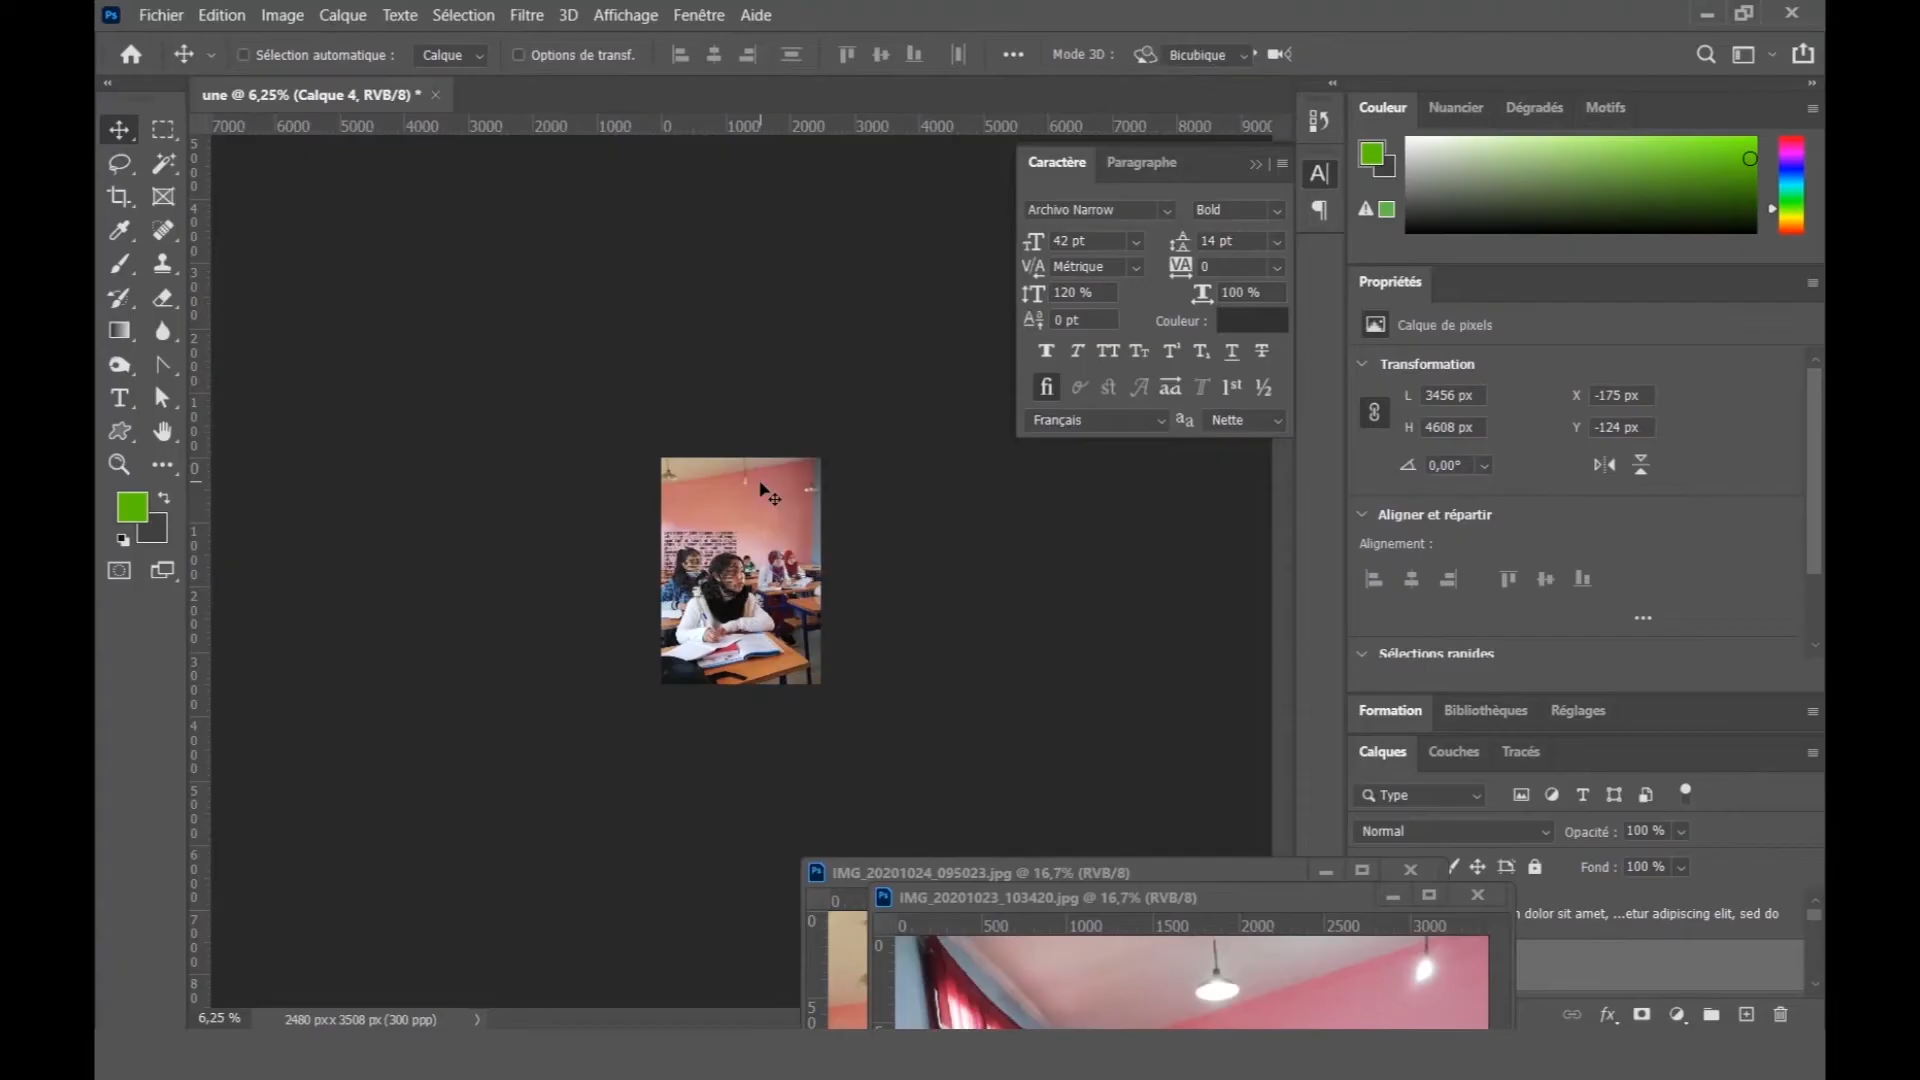 Ps Fichier Edition Image Calque Texte Sélection Filtre 3D Affichage Fenêtre Aide
Sélection automatique : Calque Options de transf. Mode 3D : Bicubique
une @ 6,25% (Calque 4, RVB/8) *
7000 6000 5000 4000 3000 2000 1000 0 1000 2000 3000 4000 5000 6000 7000 8000 9000
Caractère Paragraphe
Archivo Narrow Bold
42 pt 14 pt
Métrique 0
120 % 100 %
0 pt Couleur :
Français aa Nette
Couleur Nuancier Dégradés Motifs
Propriétés
Calque de pixels
Transformation
L 3456 px X -175 px
H 4608 px Y -124 px
0,00°
Aligner et répartir
Alignement :
Sélections rapides
Formation Bibliothèques Réglages
Calques Couches Tracés
Type
Normal Opacité : 100 %
Fond : 100 %
dolor sit amet, ...etur adipiscing elit, sed do
IMG_20201024_095023.jpg @ 16,7% (RVB/8)
IMG_20201023_103420.jpg @ 16,7% (RVB/8)
0 500 1000 1500 2000 2500 3000
6,25 % 2480 px x 3508 px (300 ppp)